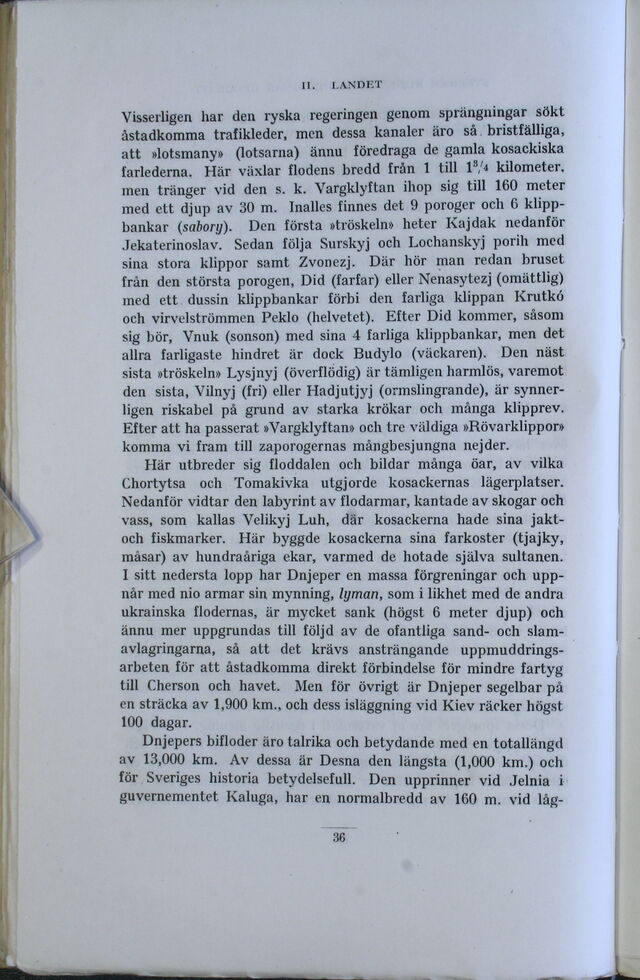 II. LANDET
Visserligen har den ryska regeringen genom sprängningar sökt
åstadkomma trafikleder, men dessa kanaler äro så bristfälliga,
att »lotsmany» (lotsarna) ännu föredraga de gamla kosackiska
farlederna. Här växlar flodens bredd från 1 till 1³/₄ kilometer,
men tränger vid den s. k. Vargklyftan ihop sig till 160 meter
med ett djup av 30 m. Inalles finnes det 9 poroger och 6 klipp-
bankar (sabory). Den första »tröskeln» heter Kajdak nedanför
Jekaterinoslav. Sedan följa Surskyj och Lochanskyj porih med
sina stora klippor samt Zvonezj. Där hör man redan bruset
från den största porogen, Did (farfar) eller Nenasytezj (omättlig)
med ett dussin klippbankar förbi den farliga klippan Krutkó
och virvelströmmen Peklo (helvetet). Efter Did kommer, såsom
sig bör, Vnuk (sonson) med sina 4 farliga klippbankar, men det
allra farligaste hindret är dock Budylo (väckaren). Den näst
sista »tröskeln» Lysjnyj (överflödig) är tämligen harmlös, varemot
den sista, Vilnyj (fri) eller Hadjutjyj (ormslingrande), är synner-
ligen riskabel på grund av starka krökar och många klipprev.
Efter att ha passerat »Vargklyftan» och tre väldiga »Rövarklippor»
komma vi fram till zaporogernas mångbesjungna nejder.
Här utbreder sig floddalen och bildar många öar, av vilka
Chortytsa och Tomakivka utgjorde kosackernas lägerplatser.
Nedanför vidtar den labyrint av flodarmar, kantade av skogar och
vass, som kallas Velikyj Luh, där kosackerna hade sina jakt-
och fiskmarker. Här byggde kosackerna sina farkoster (tjajky,
måsar) av hundraåriga ekar, varmed de hotade själva sultanen.
I sitt nedersta lopp har Dnjeper en massa förgreningar och upp-
når med nio armar sin mynning, lyman, som i likhet med de andra
ukrainska flodernas, är mycket sank (högst 6 meter djup) och
ännu mer uppgrundas till följd av de ofantliga sand- och slam-
avlagringarna, så att det krävs ansträngande uppmuddrings-
arbeten för att åstadkomma direkt förbindelse för mindre fartyg
till Cherson och havet. Men för övrigt är Dnjeper segelbar på
en sträcka av 1,900 km., och dess isläggning vid Kiev räcker högst
100 dagar.
Dnjepers bifloder äro talrika och betydande med en totallängd
av 13,000 km. Av dessa är Desna den längsta (1,000 km.) och
för Sveriges historia betydelsefull. Den upprinner vid Jelnia i
guvernementet Kaluga, har en normalbredd av 160 m. vid låg-
36